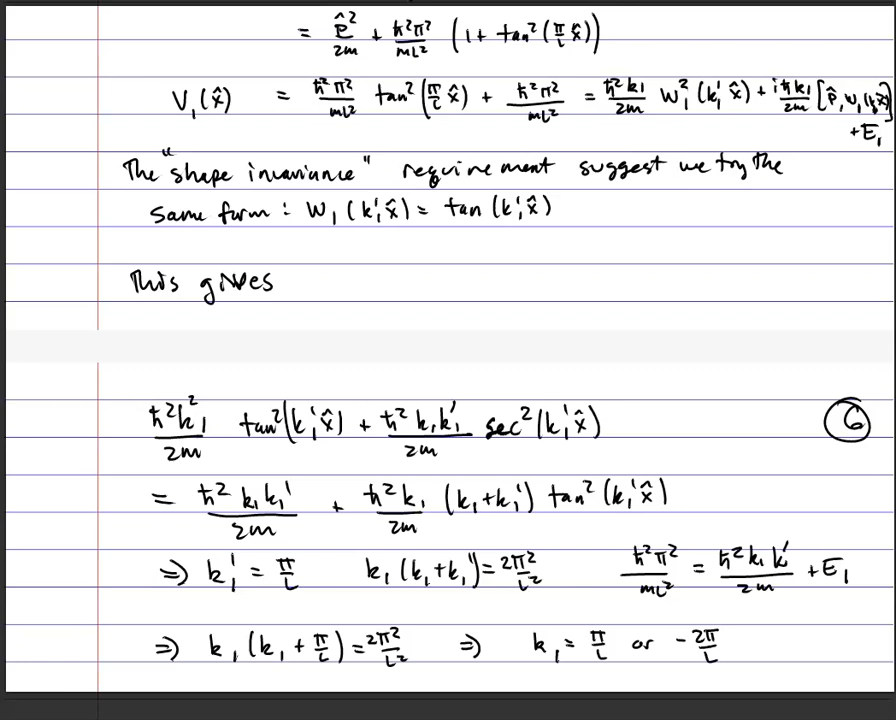 = p̂²/2m + ħ²π²/mL² (1 + tan²(π/L x̂))
V₁(x̂) = ħ²π²/mL² tan²(π/L x̂) + ħ²π²/mL² = ħ²k₁/2m W₁²(k₁'x̂) + iħk₁/2m [p̂, W₁(k₁'x̂)]
+E₁
The "shape invariance" requirement suggest we try the
same form : W₁(k₁'x̂) = tan(k₁'x̂)
This gives
ħ²k₁²/2m tan²(k₁'x̂) + ħ²k₁k₁'/2m sec²(k₁'x̂) 6
= ħ²k₁k₁'/2m + ħ²k₁/2m (k₁+k₁') tan²(k₁'x̂)
⇒ k₁' = π/L k₁(k₁+k₁') = 2π²/L² ħ²π²/mL² = ħ²k₁k'/2m + E₁
⇒ k₁(k₁ + π/L) = 2π²/L² ⇒ k₁ = π/L or -2π/L